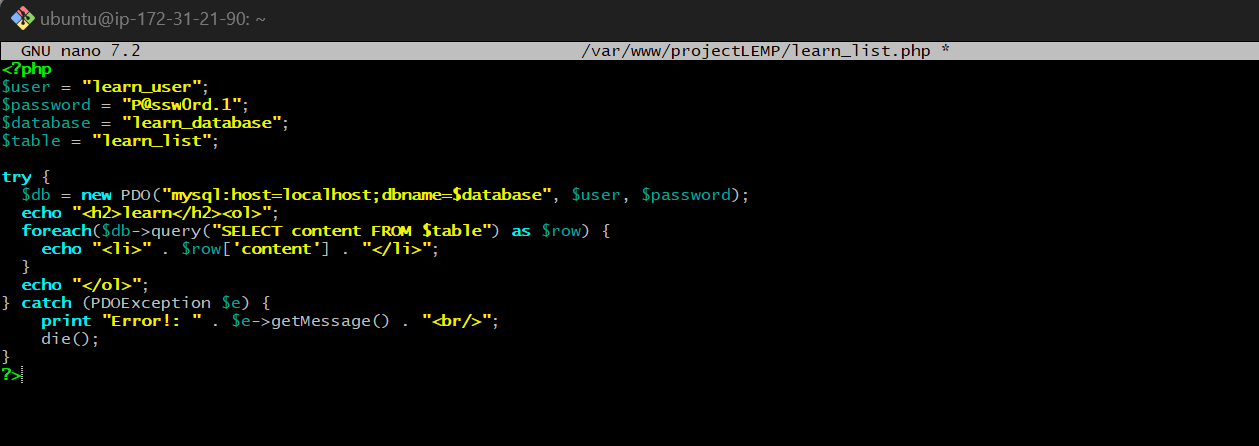 ubuntu@ip-172-31-21-90: ~
GNU nano 7.2 /var/www/projectLEMP/learn_list.php *
<?php
$user = "learn_user";
$password = "P@ssw0rd.1";
$database = "learn_database";
$table = "learn_list";

try {
  $db = new PDO("mysql:host=localhost;dbname=$database", $user, $password);
  echo "<h2>learn</h2><ol>";
  foreach($db->query("SELECT content FROM $table") as $row) {
    echo "<li>" . $row['content'] . "</li>";
  }
  echo "</ol>";
} catch (PDOException $e) {
    print "Error!: " . $e->getMessage() . "<br/>";
    die();
}
?>